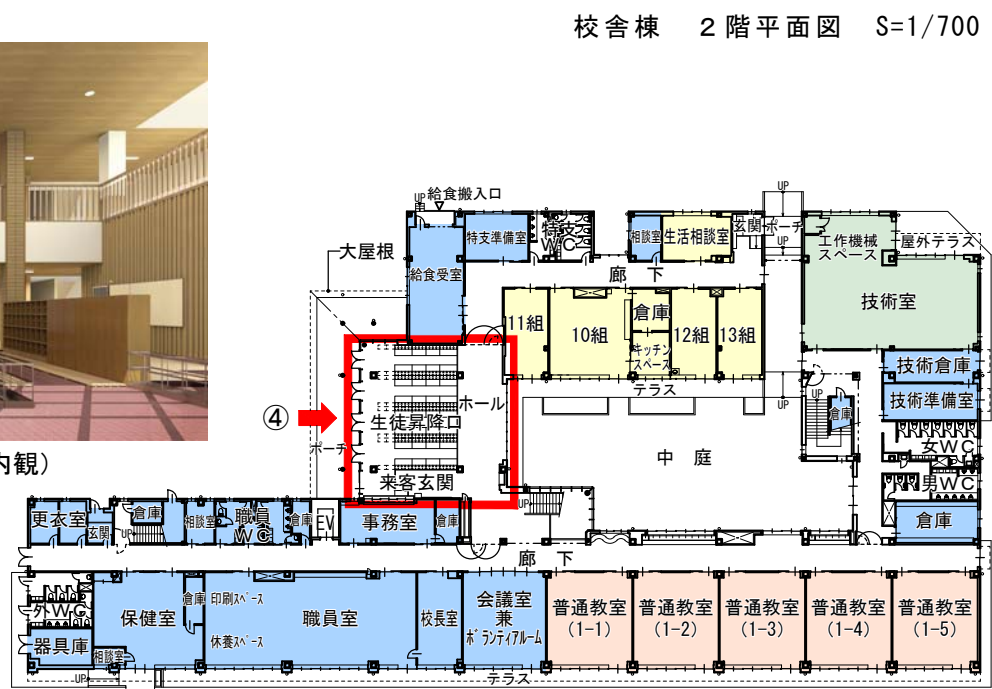 校舎棟　２階平面図　S=1/700
内観）
UP
給食搬入口
UP
大屋根
給食受室
特支準備室
特支
ＷＣ
相談室
生活相談室
玄関
ポーチ
UP
工作機械
スペース
屋外テラス
技術室
廊　下
11組
10組
倉庫
キッチン
スペース
12組
13組
テラス
UP
技術倉庫
技術準備室
UP
倉庫
女ＷＣ
男ＷＣ
倉庫
④
ホール
生徒昇降口
ポーチ
来客玄関
中　庭
UP
更衣室
玄関
倉庫
UP
相談室
職員
ＷＣ
倉庫
EV
事務室
倉庫
廊　下
外ＷＣ
器具庫
保健室
相談室
UP
倉庫
印刷スペース
休養スペース
職員室
校長室
会議室
兼
ボランティアルーム
普通教室
(1-1)
普通教室
(1-2)
普通教室
(1-3)
普通教室
(1-4)
普通教室
(1-5)
テラス